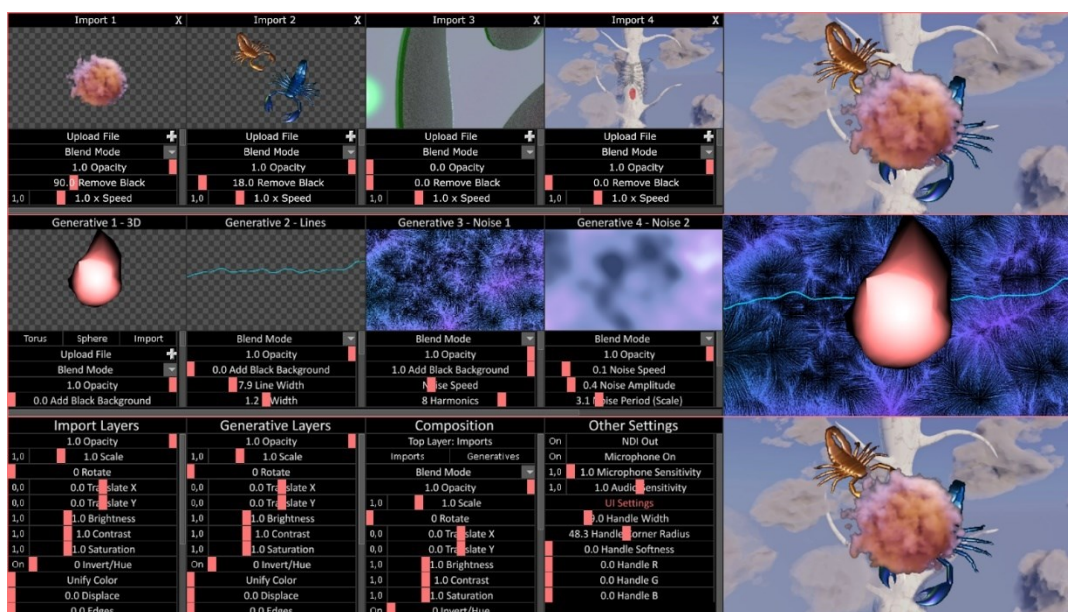 Import 1 X
Import 2 X
Import 3 X
Import 4 X
Upload File
Upload File
Upload File
Upload File
Blend Mode
Blend Mode
Blend Mode
Blend Mode
1.0 Opacity
1.0 Opacity
0.0 Opacity
1.0 Opacity
90.0 Remove Black
18.0 Remove Black
0.0 Remove Black
0.0 Remove Black
1,0 1.0 x Speed
1,0 1.0 x Speed
1,0 1.0 x Speed
1,0 1.0 x Speed
Generative 1 - 3D
Generative 2 - Lines
Generative 3 - Noise 1
Generative 4 - Noise 2
Torus Sphere Import
Upload File
Blend Mode
1.0 Opacity
0.0 Add Black Background
Blend Mode
1.0 Opacity
0.0 Add Black Background
7.9 Line Width
1.2 Width
Blend Mode
1.0 Opacity
1.0 Add Black Background
Noise Speed
8 Harmonics
Blend Mode
1.0 Opacity
0.1 Noise Speed
0.4 Noise Amplitude
3.1 Noise Period (Scale)
Import Layers
1.0 Opacity
1,0 1.0 Scale
0 Rotate
0,0 0.0 Translate X
0,0 0.0 Translate Y
1,0 1.0 Brightness
1,0 1.0 Contrast
1,0 1.0 Saturation
On 0 Invert/Hue
Unify Color
0.0 Displace
0.0 Edges
Generative Layers
1.0 Opacity
1,0 1.0 Scale
0 Rotate
0,0 0.0 Translate X
0,0 0.0 Translate Y
1,0 1.0 Brightness
1,0 1.0 Contrast
1,0 1.0 Saturation
On 0 Invert/Hue
Unify Color
0.0 Displace
0.0 Edges
Composition
Top Layer: Imports
Imports Generatives
Blend Mode
1.0 Opacity
1,0 1.0 Scale
0 Rotate
0,0 0.0 Translate X
0,0 0.0 Translate Y
1,0 1.0 Brightness
1,0 1.0 Contrast
1,0 1.0 Saturation
On 0 Invert/Hue
Other Settings
On NDI Out
On Microphone On
1,0 1.0 Microphone Sensitivity
1,0 1.0 Audio Sensitivity
UI Settings
Handle Width
48.3 Handle Corner Radius
0.0 Handle Softness
0.0 Handle R
0.0 Handle G
0.0 Handle B